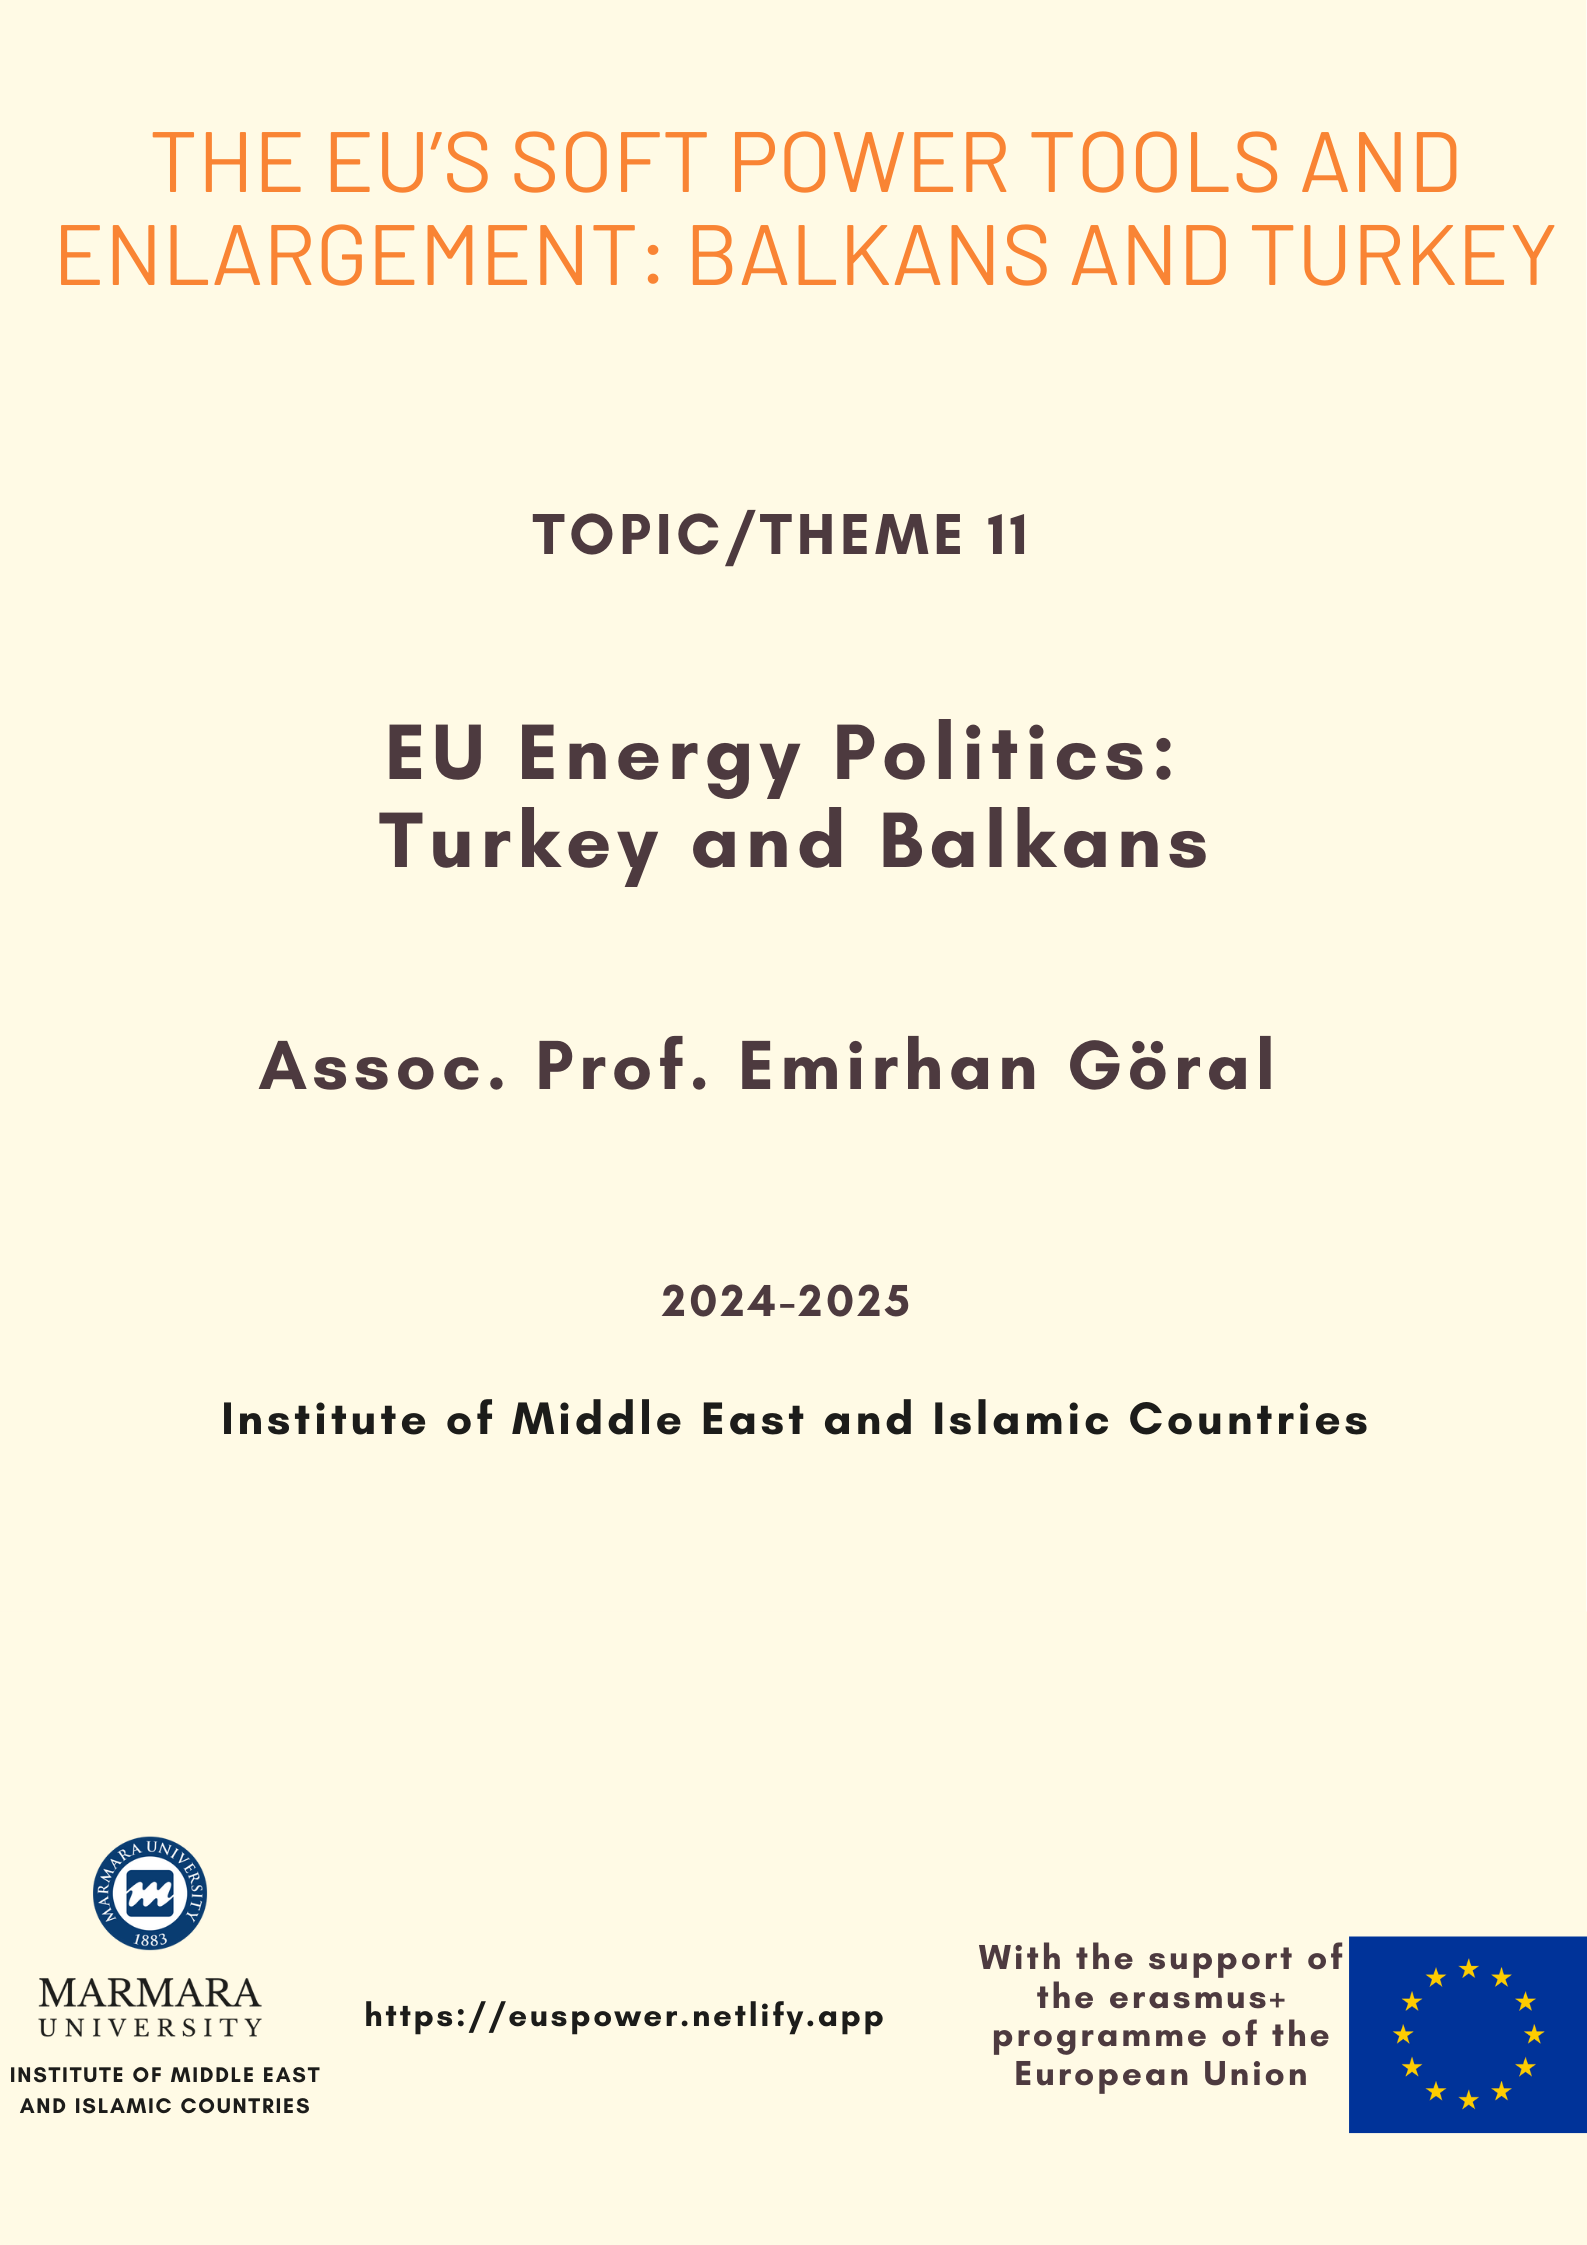 THE EU’S SOFT POWER TOOLS AND
ENLARGEMENT: BALKANS AND TURKEY
TOPIC/THEME 11
EU Energy Politics:
Turkey and Balkans
Assoc. Prof. Emirhan Göral
2024-2025
Institute of Middle East and Islamic Countries
MARMARA UNIVERSITY
m
1883
MARMARA
UNIVERSITY
INSTITUTE OF MIDDLE EAST
AND ISLAMIC COUNTRIES
https://euspower.netlify.app
With the support of
the erasmus+
programme of the
European Union